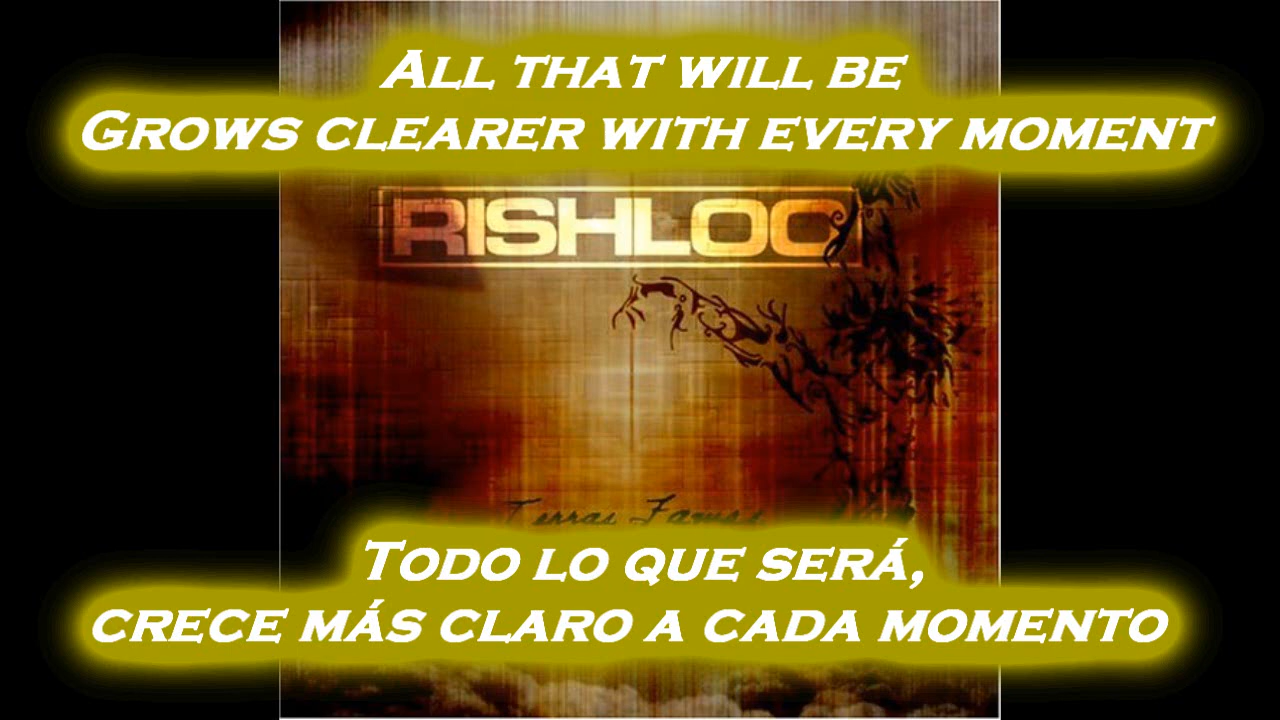 All that will be
Grows clearer with every moment
RISHLOO
Todo lo que será,
crece más claro a cada momento